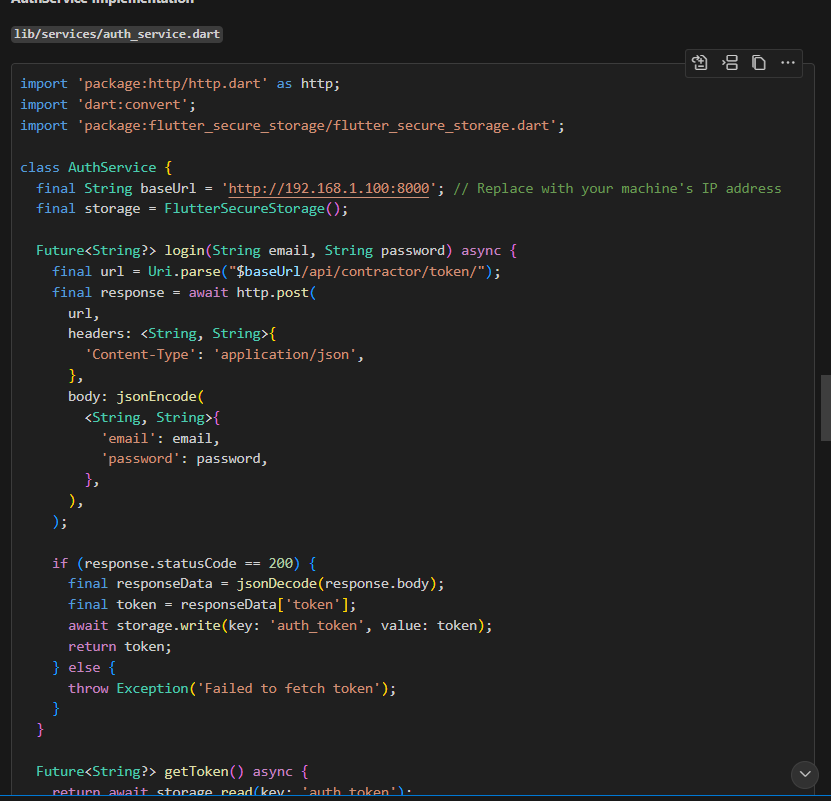 AuthService Implementation
lib/services/auth_service.dart
import 'package:http/http.dart' as http;
import 'dart:convert';
import 'package:flutter_secure_storage/flutter_secure_storage.dart';
class AuthService {
  final String baseUrl = 'http://192.168.1.100:8000'; // Replace with your machine's IP address
  final storage = FlutterSecureStorage();
  Future<String?> login(String email, String password) async {
    final url = Uri.parse("$baseUrl/api/contractor/token/");
    final response = await http.post(
      url,
      headers: <String, String>{
        'Content-Type': 'application/json',
      },
      body: jsonEncode(
        <String, String>{
          'email': email,
          'password': password,
        },
      ),
    );
    if (response.statusCode == 200) {
      final responseData = jsonDecode(response.body);
      final token = responseData['token'];
      await storage.write(key: 'auth_token', value: token);
      return token;
    } else {
      throw Exception('Failed to fetch token');
    }
  }
  Future<String?> getToken() async {
    return await storage.read(key: 'auth_token');